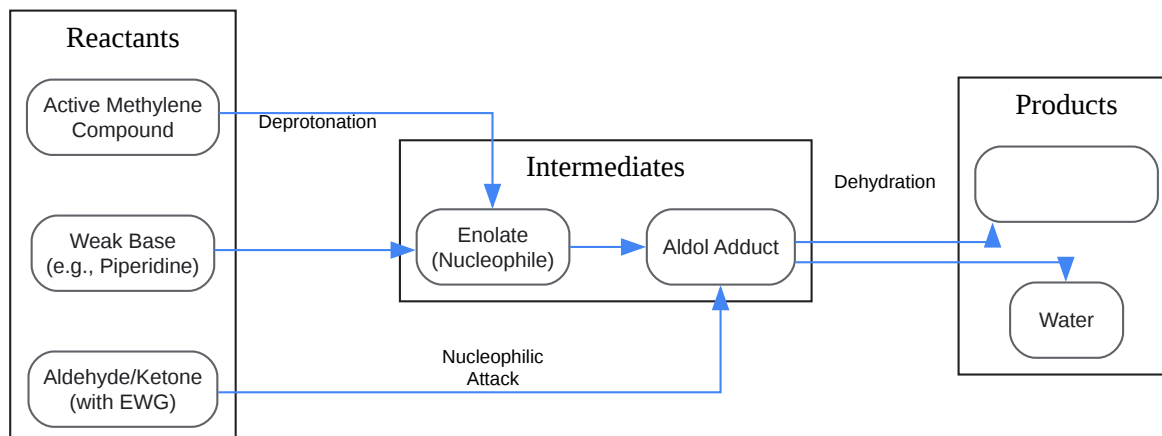 Reactants
Active Methylene
Compound
Deprotonation
Weak Base
(e.g., Piperidine)
Aldehyde/Ketone
(with EWG)
Nucleophilic
Attack
Intermediates
Enolate
(Nucleophile)
Aldol Adduct
Dehydration
Products
Water